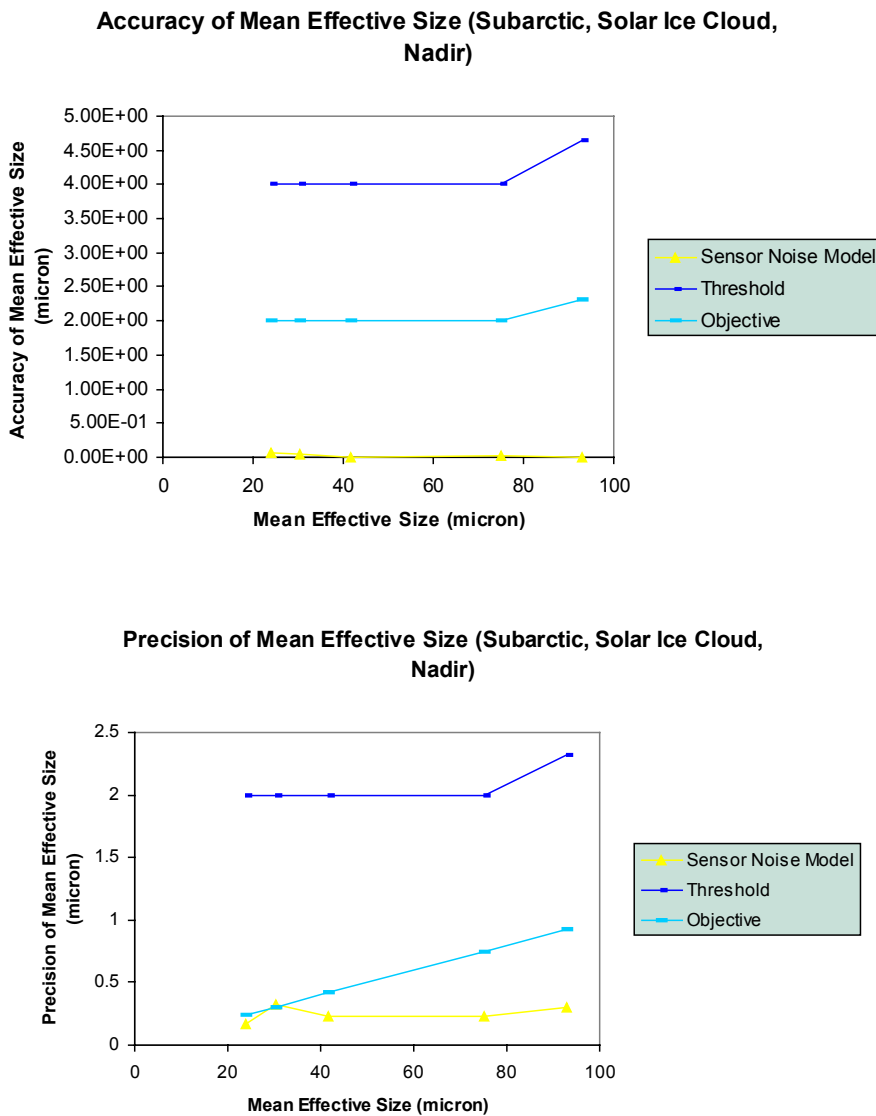 Accuracy of Mean Effective Size (Subarctic, Solar Ice Cloud,
Nadir)
5.00E+00
4.50E+00
4.00E+00
3.50E+00
3.00E+00
2.50E+00
2.00E+00
1.50E+00
1.00E+00
5.00E-01
0.00E+00
Accuracy of Mean Effective Size
(micron)
0 20 40 60 80 100
Mean Effective Size (micron)
Sensor Noise Model
Threshold
Objective
Precision of Mean Effective Size (Subarctic, Solar Ice Cloud,
Nadir)
2.5
2
1.5
1
0.5
0
Precision of Mean Effective Size
(micron)
0 20 40 60 80 100
Mean Effective Size (micron)
Sensor Noise Model
Threshold
Objective